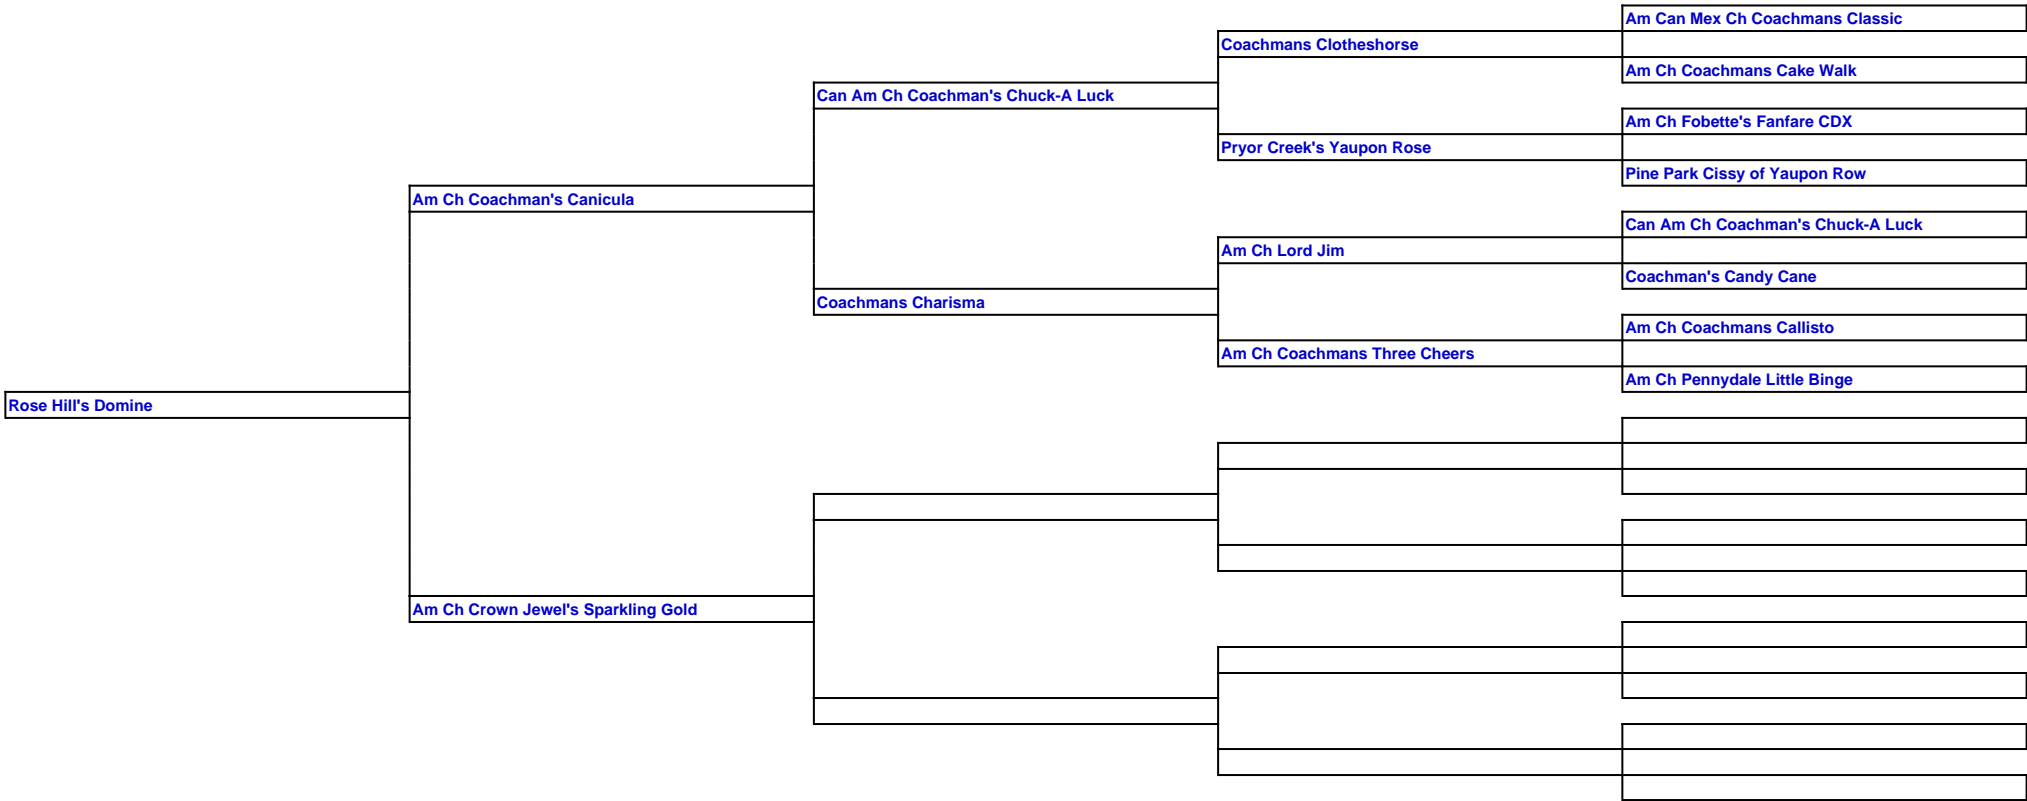 Am Can Mex Ch Coachmans Classic
Coachmans Clotheshorse
Am Ch Coachmans Cake Walk
Can Am Ch Coachman's Chuck-A Luck
Am Ch Fobette's Fanfare CDX
Pryor Creek's Yaupon Rose
Pine Park Cissy of Yaupon Row
Am Ch Coachman's Canicula
Can Am Ch Coachman's Chuck-A Luck
Am Ch Lord Jim
Coachman's Candy Cane
Coachmans Charisma
Am Ch Coachmans Callisto
Am Ch Coachmans Three Cheers
Am Ch Pennydale Little Binge
Rose Hill's Domine
Am Ch Crown Jewel's Sparkling Gold